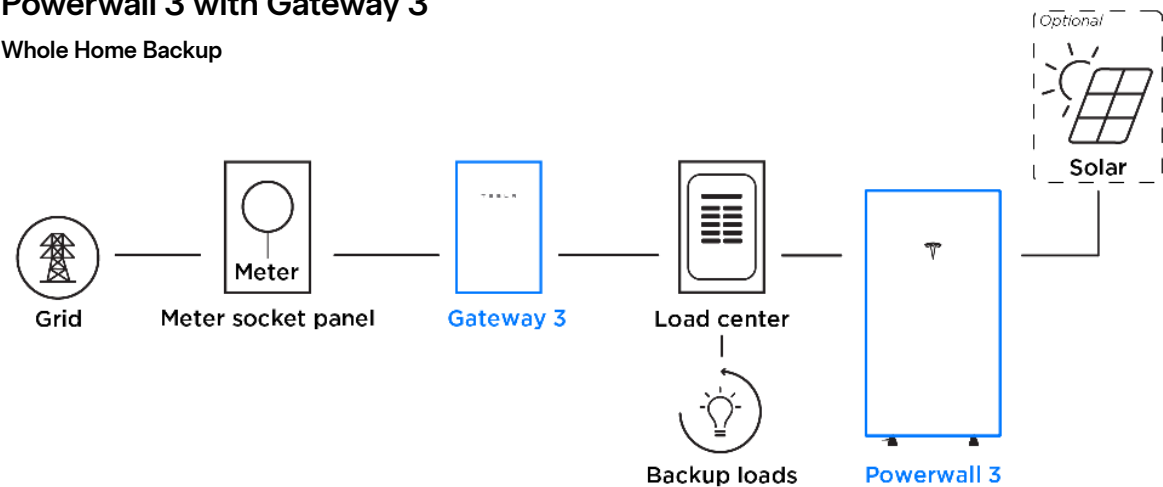 Powerwall 3 with Gateway 3
Whole Home Backup
Optional
Solar
TESLA
Meter
Grid
Meter socket panel
Gateway 3
Load center
Backup loads
Powerwall 3